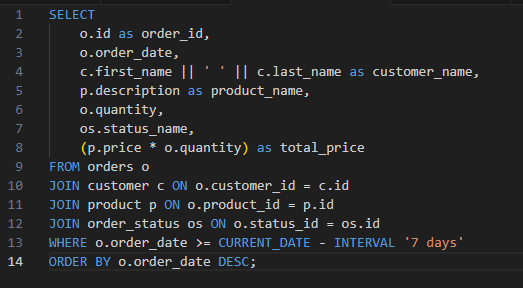 1 SELECT
2     o.id as order_id,
3     o.order_date,
4     c.first_name || ' ' || c.last_name as customer_name,
5     p.description as product_name,
6     o.quantity,
7     os.status_name,
8     (p.price * o.quantity) as total_price
9 FROM orders o
10 JOIN customer c ON o.customer_id = c.id
11 JOIN product p ON o.product_id = p.id
12 JOIN order_status os ON o.status_id = os.id
13 WHERE o.order_date >= CURRENT_DATE - INTERVAL '7 days'
14 ORDER BY o.order_date DESC;